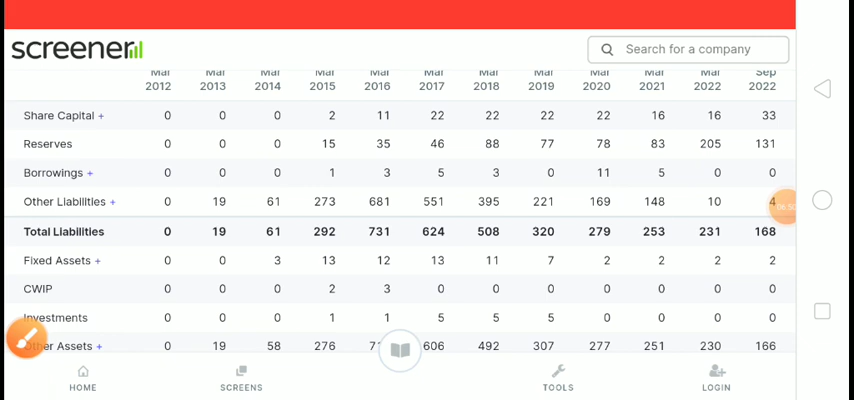 screener
Search for a company
Mar Mar Mar Mar Mar Mar Mar Mar Mar Mar Mar Sep
2012 2013 2014 2015 2016 2017 2018 2019 2020 2021 2022 2022
Share Capital + 0 0 0 2 11 22 22 22 22 16 16 33
Reserves 0 0 0 15 35 46 88 77 78 83 205 131
Borrowings + 0 0 0 1 3 5 3 0 11 5 0 0
Other Liabilities + 0 19 61 273 681 551 395 221 169 148 10 4
Total Liabilities 0 19 61 292 731 624 508 320 279 253 231 168
Fixed Assets + 0 0 3 13 12 13 11 7 2 2 2 2
CWIP 0 0 0 2 3 0 0 0 0 0 0 0
Investments 0 0 0 1 1 5 5 5 0 0 0 0
Other Assets + 0 19 58 276 606 492 307 277 251 230 166
HOME SCREENS TOOLS LOGIN